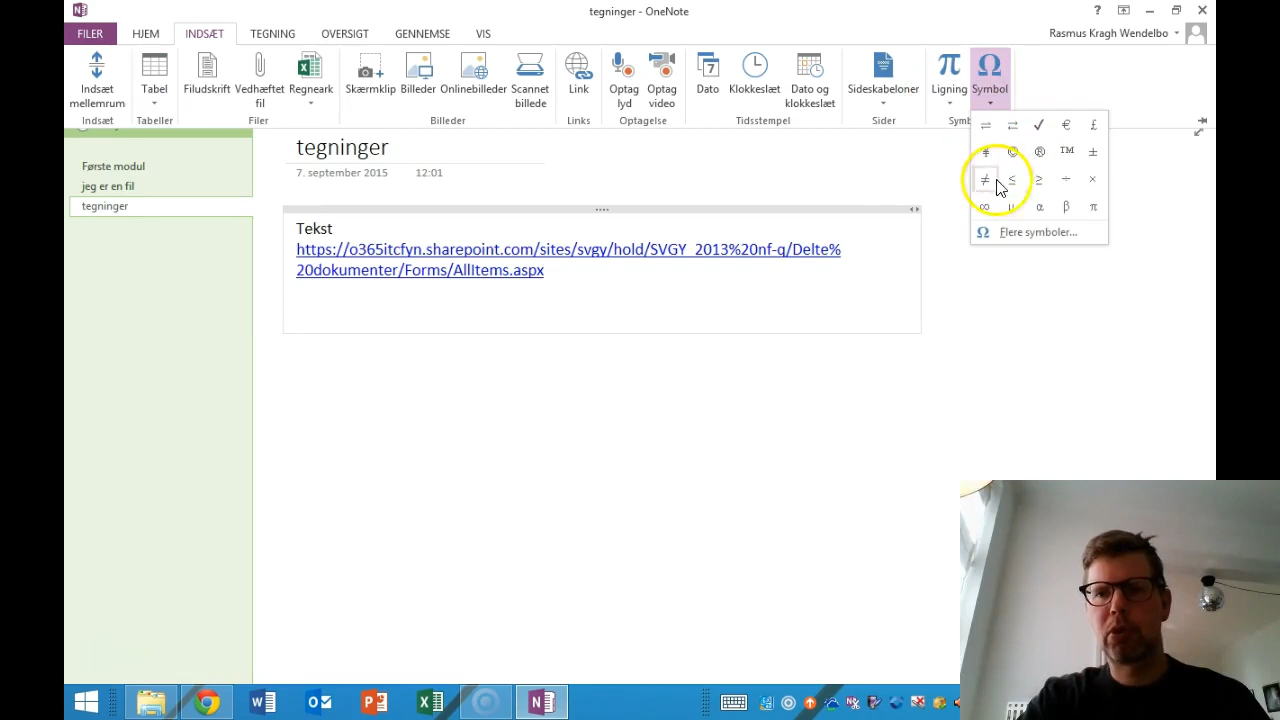 tegninger - OneNote
FILER HJEM INDSÆT TEGNING OVERSIGT GENNEMSE VIS
Rasmus Kragh Wendelbo
Indsæt mellemrum
Tabel
Filudskrift
Vedhæftet fil
Regneark
Skærmklip
Billeder
Onlinebilleder
Scannet billede
Link
Optag lyd
Optag video
Dato
Klokkeslæt
Dato og klokkeslæt
Sideskabeloner
Ligning
Symbol
Indsæt Tabeller Filer Billeder Links Optagelse Tidsstempel Sider Symb
⇌ ⇄ ✓ € £
¥ © ® ™ ±
≠ ≤ ≥ ÷ ×
∞ µ α β π
Flere symboler...
Første modul
jeg er en fil
tegninger
tegninger
7. september 2015 12:01
Tekst
https://o365itcfyn.sharepoint.com/sites/svgy/hold/SVGY_2013%20nf-q/Delte%
20dokumenter/Forms/AllItems.aspx